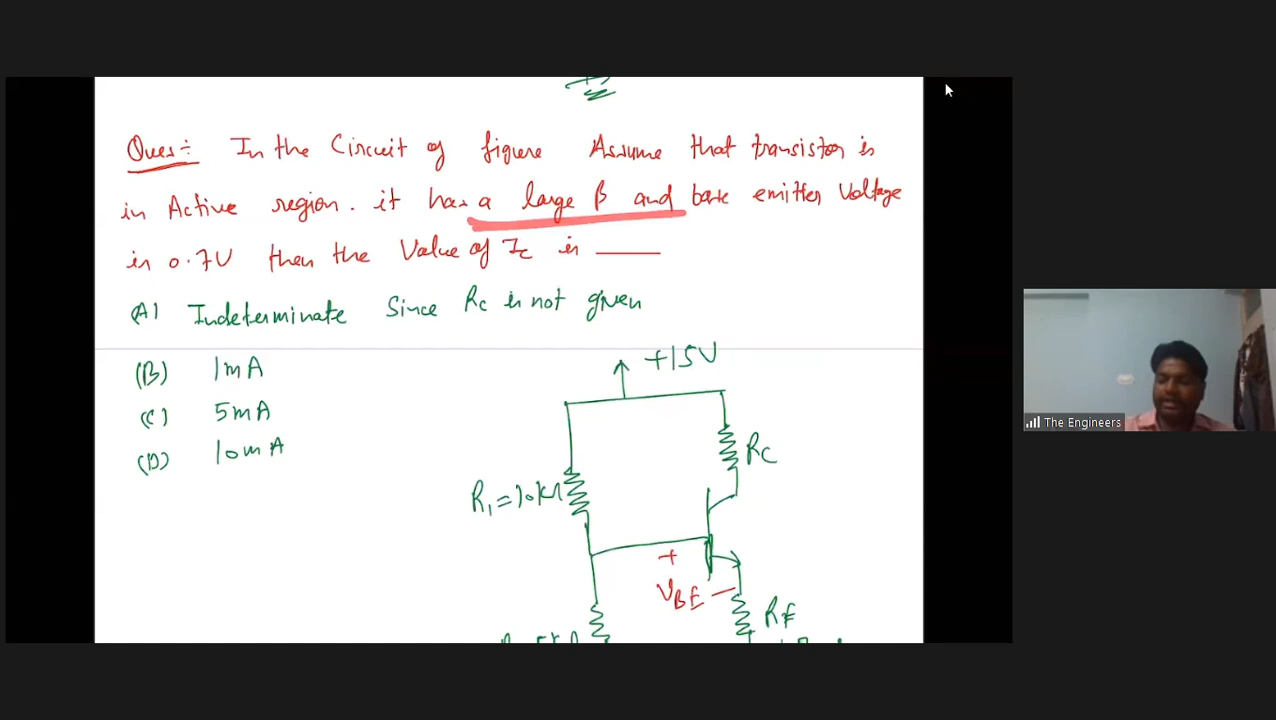 Ques:- In the Circuit of figure Assume that transistor is
in Active region. it has a large β and base emitter Voltage
is 0.7V then the Value of Ic is ____
(A) Indeterminate Since Rc is not given
(B) 1mA
(C) 5mA
(D) 10mA
+15V
Rc
R1=10kΩ
+
VBE -
RE
The Engineers